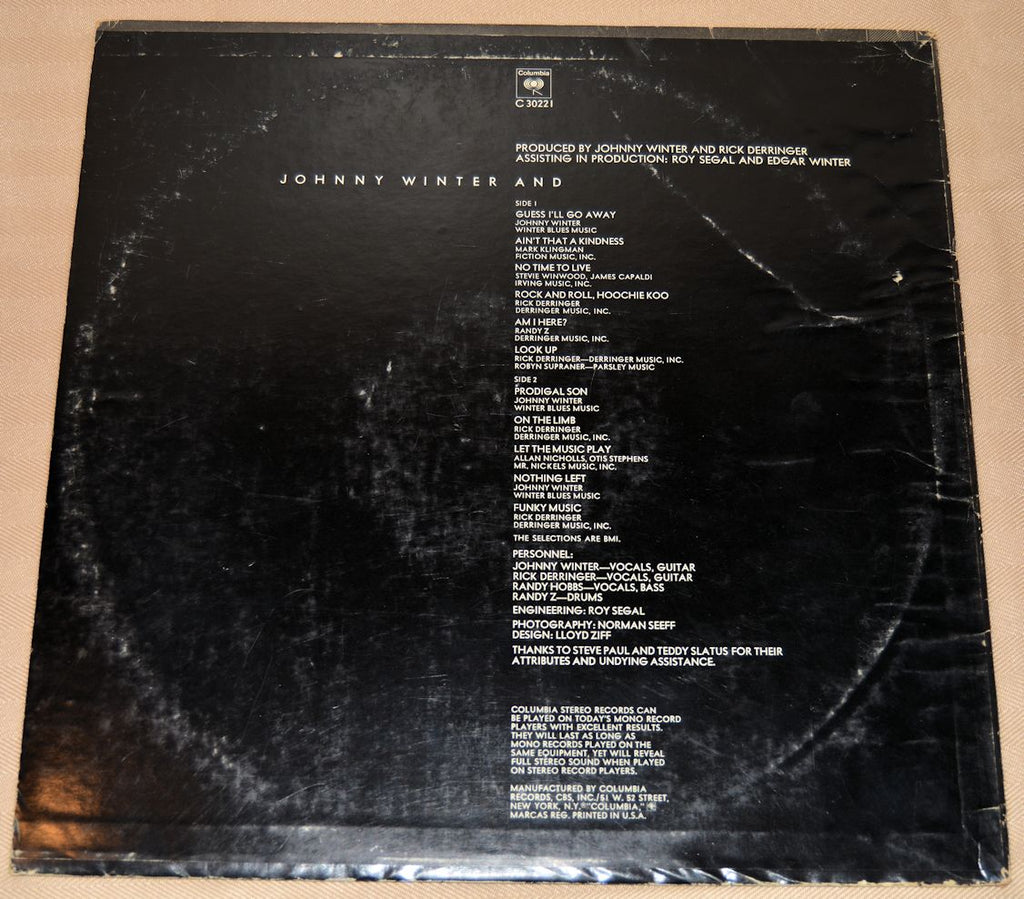 Columbia
C 30221
PRODUCED BY JOHNNY WINTER AND RICK DERRINGER
ASSISTING IN PRODUCTION: ROY SEGAL AND EDGAR WINTER
JOHNNY WINTER AND
SIDE 1
GUESS I'LL GO AWAY
JOHNNY WINTER
WINTER BLUES MUSIC
AIN'T THAT A KINDNESS
MARK KLINGMAN
FICTION MUSIC, INC.
NO TIME TO LIVE
STEVIE WINWOOD, JAMES CAPALDI
IRVING MUSIC, INC.
ROCK AND ROLL, HOOCHIE KOO
RICK DERRINGER
DERRINGER MUSIC, INC.
AM I HERE?
RANDY Z
DERRINGER MUSIC, INC.
LOOK UP
RICK DERRINGER—DERRINGER MUSIC, INC.
ROBYN SUPRANER—PARSLEY MUSIC
SIDE 2
PRODIGAL SON
JOHNNY WINTER
WINTER BLUES MUSIC
ON THE LIMB
RICK DERRINGER
DERRINGER MUSIC, INC.
LET THE MUSIC PLAY
ALLAN NICHOLLS, OTIS STEPHENS
MR. NICKELS MUSIC, INC.
NOTHING LEFT
JOHNNY WINTER
WINTER BLUES MUSIC
FUNKY MUSIC
RICK DERRINGER
DERRINGER MUSIC, INC.
THE SELECTIONS ARE BMI.
PERSONNEL:
JOHNNY WINTER—VOCALS, GUITAR
RICK DERRINGER—VOCALS, GUITAR
RANDY HOBBS—VOCALS, BASS
RANDY Z—DRUMS
ENGINEERING: ROY SEGAL
PHOTOGRAPHY: NORMAN SEEFF
DESIGN: LLOYD ZIFF
THANKS TO STEVE PAUL AND TEDDY SLATUS FOR THEIR
ATTRIBUTES AND UNDYING ASSISTANCE.
COLUMBIA STEREO RECORDS CAN
BE PLAYED ON TODAY'S MONO RECORD
PLAYERS WITH EXCELLENT RESULTS.
THEY WILL LAST AS LONG AS
MONO RECORDS PLAYED ON THE
SAME EQUIPMENT, YET WILL REVEAL
FULL STEREO SOUND WHEN PLAYED
ON STEREO RECORD PLAYERS.
MANUFACTURED BY COLUMBIA
RECORDS, CBS, INC./51 W. 52 STREET,
NEW YORK, N.Y. ® "COLUMBIA,"
MARCAS REG. PRINTED IN U.S.A.